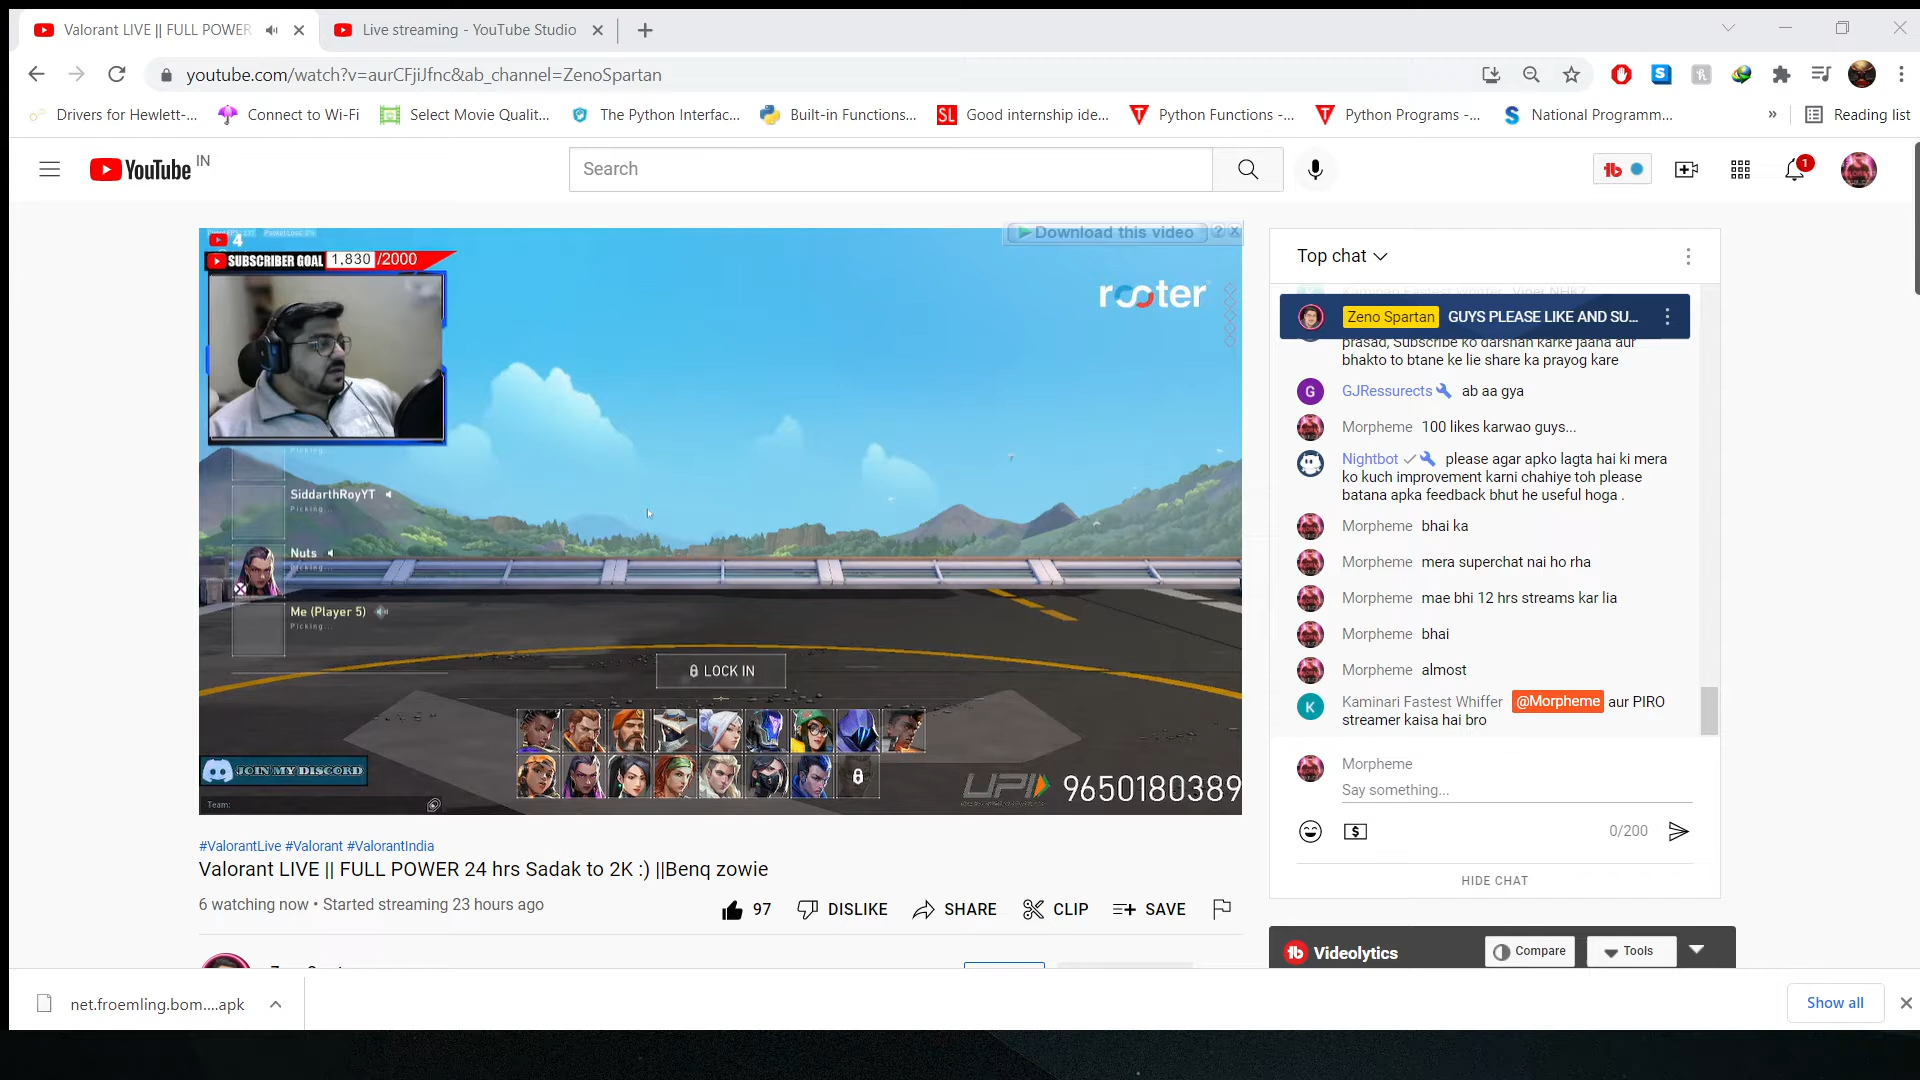 Valorant LIVE || FULL POWER
Live streaming - YouTube Studio
youtube.com/watch?v=aurCFjiJfnc&ab_channel=ZenoSpartan
Drivers for Hewlett-...
Connect to Wi-Fi
Select Movie Qualit...
The Python Interfac...
Built-in Functions...
SL
Good internship ide...
Python Functions -...
Python Programs -...
National Programm...
»
Reading list
YouTube IN
Search
1
4
Download this video
SUBSCRIBER GOAL 1,830 /2000
rooter
SiddarthRoyYT
Picking...
Nuts
Picking...
Me (Player 5)
Picking...
LOCK IN
JOIN MY DISCORD
UPI 9650180389
Team:
#ValorantLive #Valorant #ValorantIndia
Valorant LIVE || FULL POWER 24 hrs Sadak to 2K :) ||Benq zowie
6 watching now • Started streaming 23 hours ago
97
DISLIKE
SHARE
CLIP
SAVE
Top chat
Zeno Spartan GUYS PLEASE LIKE AND SU...
prasad, Subscribe ko darshan karke jaana aur
bhakto to btane ke lie share ka prayog kare
GJRessurects ab aa gya
Morpheme 100 likes karwao guys...
Nightbot please agar apko lagta hai ki mera
ko kuch improvement karni chahiye toh please
batana apka feedback bhut he useful hoga .
Morpheme bhai ka
Morpheme mera superchat nai ho rha
Morpheme mae bhi 12 hrs streams kar lia
Morpheme bhai
Morpheme almost
Kaminari Fastest Whiffer @Morpheme aur PIRO
streamer kaisa hai bro
Morpheme
Say something...
0/200
HIDE CHAT
Videolytics
Compare
Tools
net.froemling.bom....apk
Show all